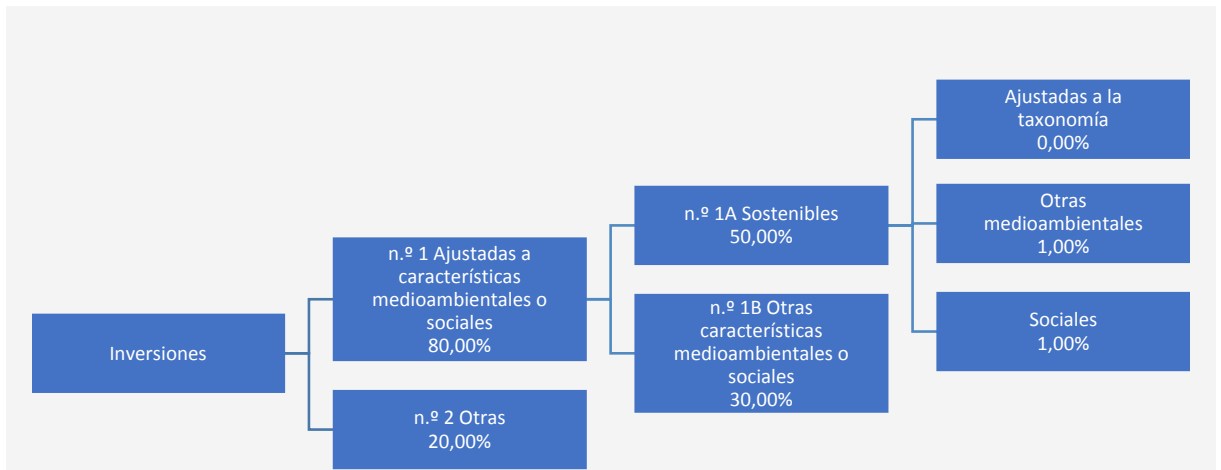 Inversiones
n.º 1 Ajustadas a
características
medioambientales o
sociales
80,00%
n.º 2 Otras
20,00%
n.º 1A Sostenibles
50,00%
n.º 1B Otras
características
medioambientales o
sociales
30,00%
Ajustadas a la
taxonomía
0,00%
Otras
medioambientales
1,00%
Sociales
1,00%